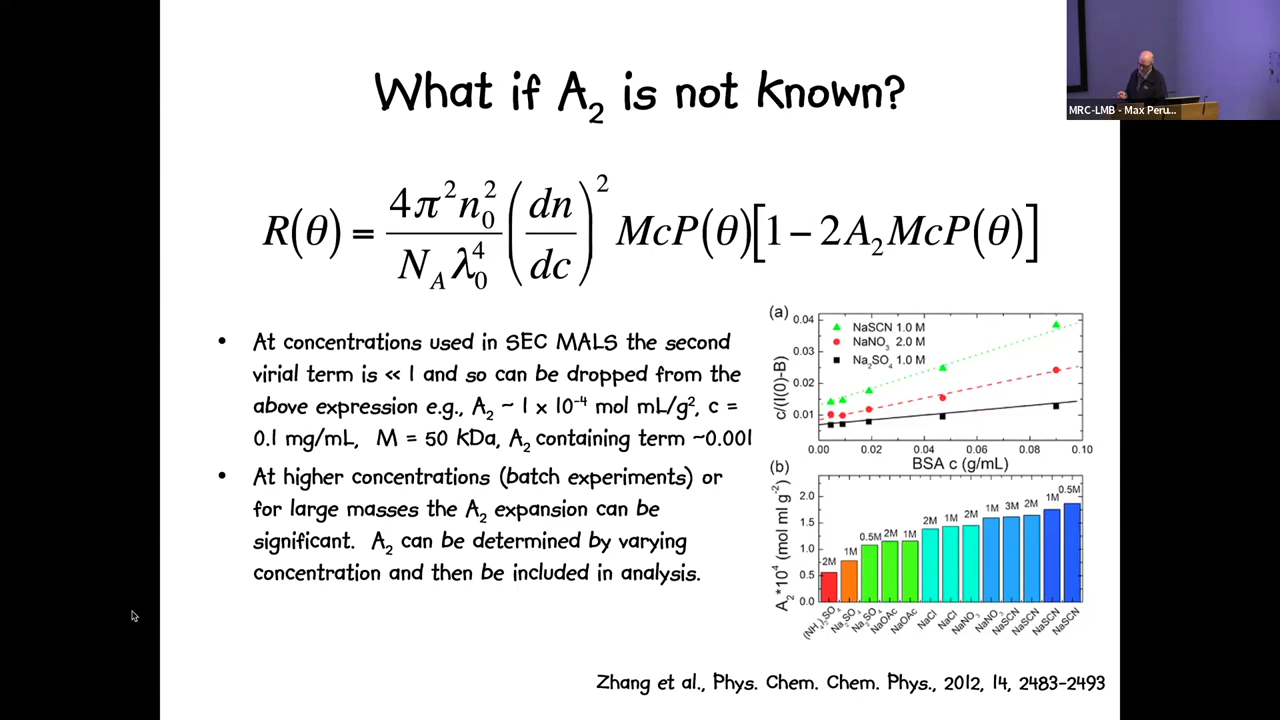 What if A₂ is not known?
MRC-LMB - Max Peru...
R(θ) = 4π²n₀² / N_A λ₀⁴ (dn/dc)² McP(θ)[1 − 2A₂McP(θ)]
• At concentrations used in SEC MALS the second
virial term is << 1 and so can be dropped from the
above expression e.g., A₂ ~ 1 x 10⁻⁴ mol mL/g², c =
0.1 mg/mL, M = 50 kDa, A₂ containing term ~0.001
• At higher concentrations (batch experiments) or
for large masses the A₂ expansion can be
significant. A₂ can be determined by varying
concentration and then be included in analysis.
(a)
NaSCN 1.0 M
NaNO₃ 2.0 M
Na₂SO₄ 1.0 M
c/(I(0)-B)
0.04
0.03
0.02
0.01
0.00 0.02 0.04 0.06 0.08 0.10
BSA c (g/mL)
(b)
A₂*10⁴ (mol ml g⁻²)
2.0
1.5
1.0
0.5
0.0
2M 1M 0.5M 2M 1M 2M 1M 2M 1M 3M 2M 1M 0.5M
(NH₄)₂SO₄ Na₂SO₄ Na₂SO₄ NaOAc NaOAc NaCl NaCl NaNO₃ NaNO₃ NaSCN NaSCN NaSCN NaSCN
Zhang et al., Phys. Chem. Chem. Phys., 2012, 14, 2483-2493